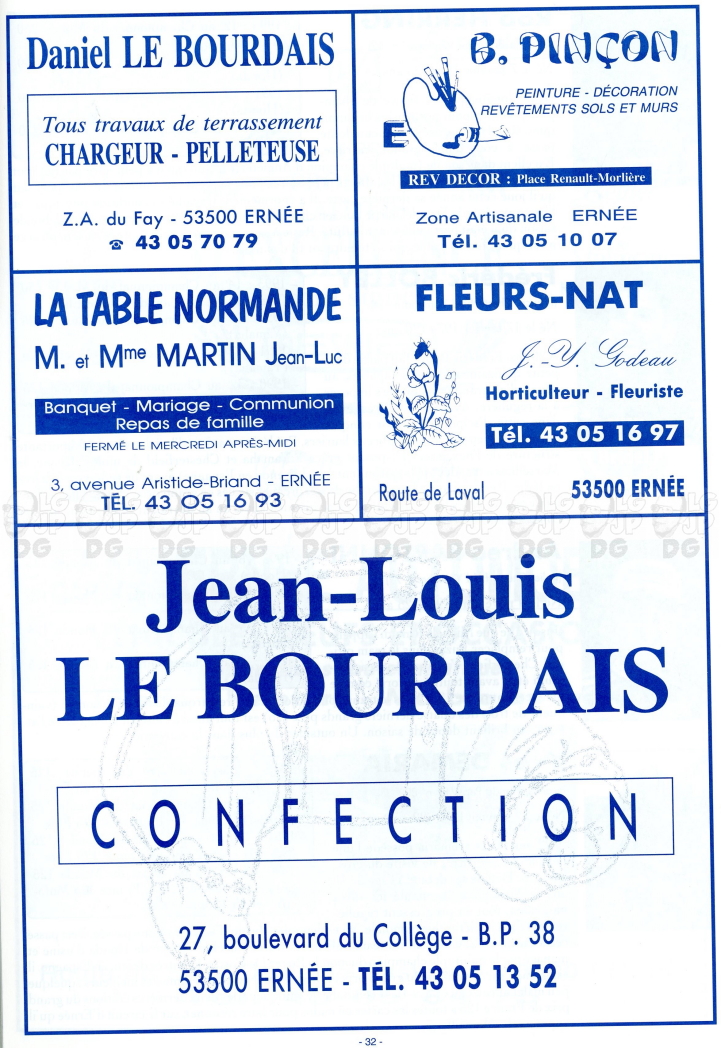 Daniel LE BOURDAIS
Tous travaux de terrassement
CHARGEUR - PELLETEUSE
Z.A. du Fay - 53500 ERNÉE
☎ 43 05 70 79
B. PINÇON
PEINTURE - DÉCORATION
REVÊTEMENTS SOLS ET MURS
REV DECOR : Place Renault-Morlière
Zone Artisanale ERNÉE
Tél. 43 05 10 07
LA TABLE NORMANDE
M. et Mme MARTIN Jean-Luc
Banquet - Mariage - Communion
Repas de famille
FERMÉ LE MERCREDI APRÈS-MIDI
3, avenue Aristide-Briand - ERNÉE
TÉL. 43 05 16 93
FLEURS-NAT
J.-Y. Godeau
Horticulteur - Fleuriste
Tél. 43 05 16 97
Route de Laval 53500 ERNÉE
Jean-Louis
LE BOURDAIS
CONFECTION
27, boulevard du Collège - B.P. 38
53500 ERNÉE - TÉL. 43 05 13 52
- 32 -